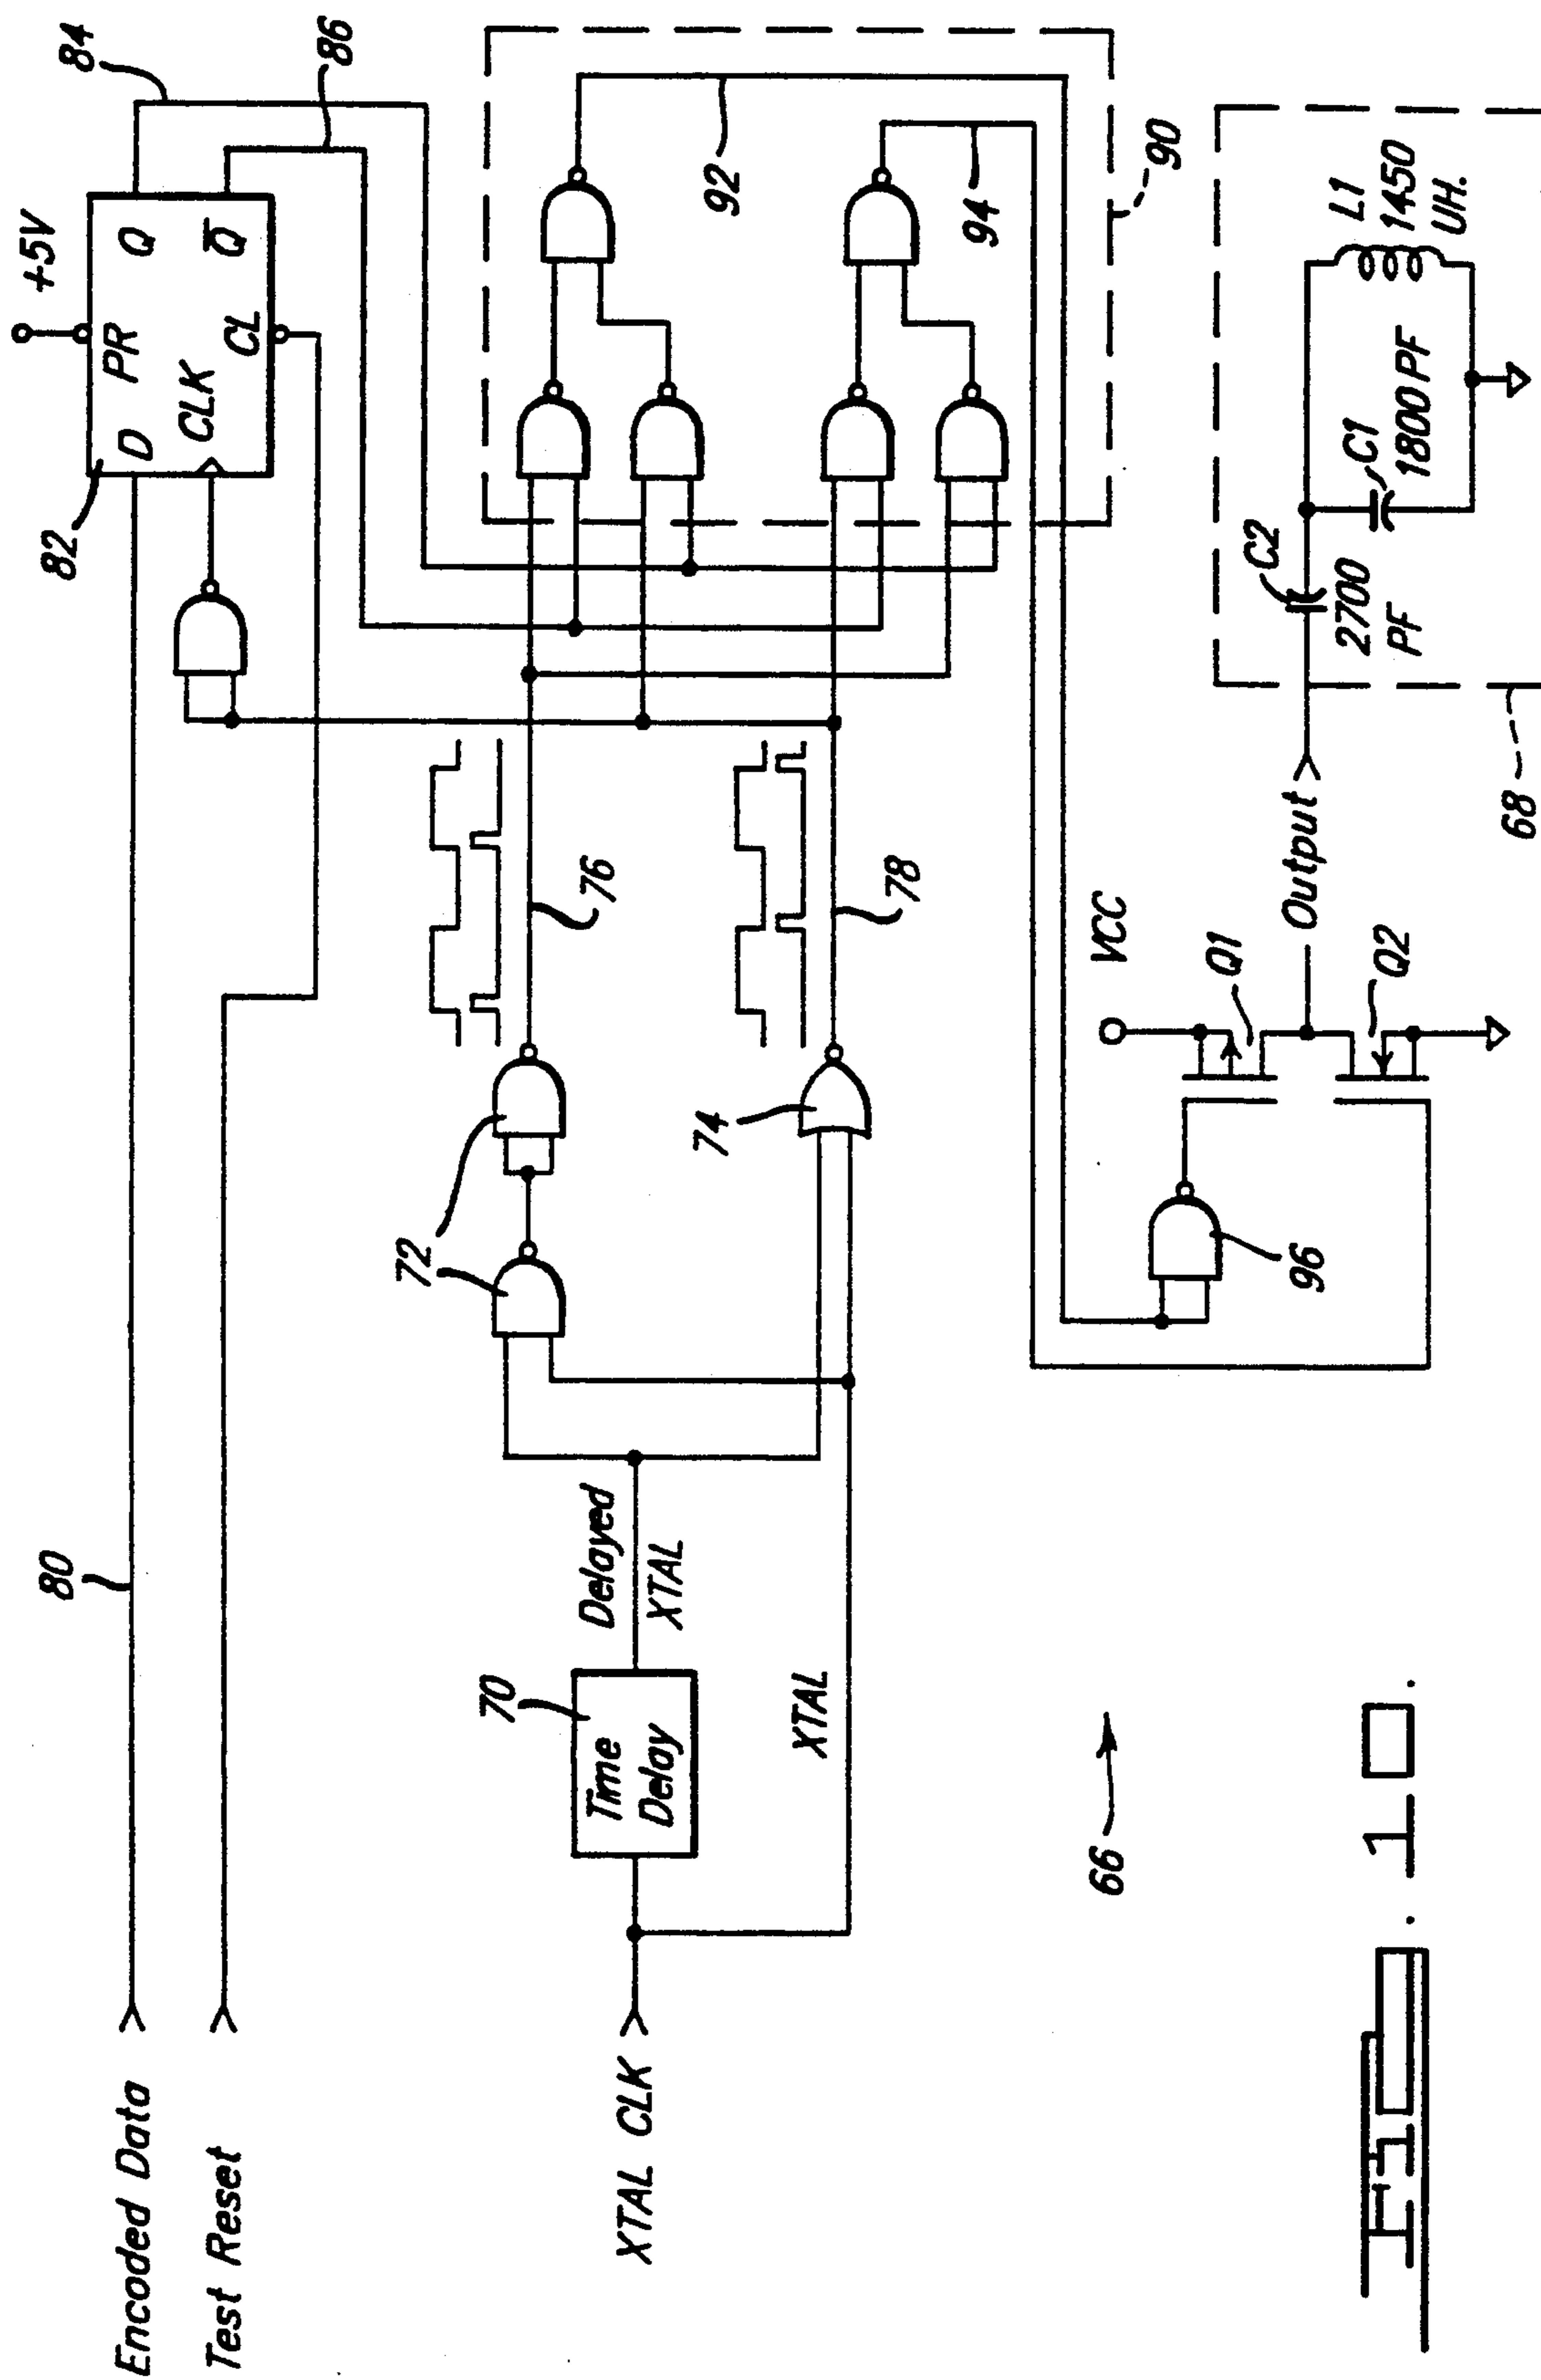 Encoded Data
Test Reset
80
82
D
PR
+5V
Q
CLK
CL
Q̅
84
86
XTAL CLK
70
Time
Delay
Delayed
XTAL
XTAL
72
74
76
78
92
94
90
66
96
VCC
Q1
Q2
Output
68
C2
2700
PF
C1
1800 PF
L1
1450
UH.
Fig. 10.